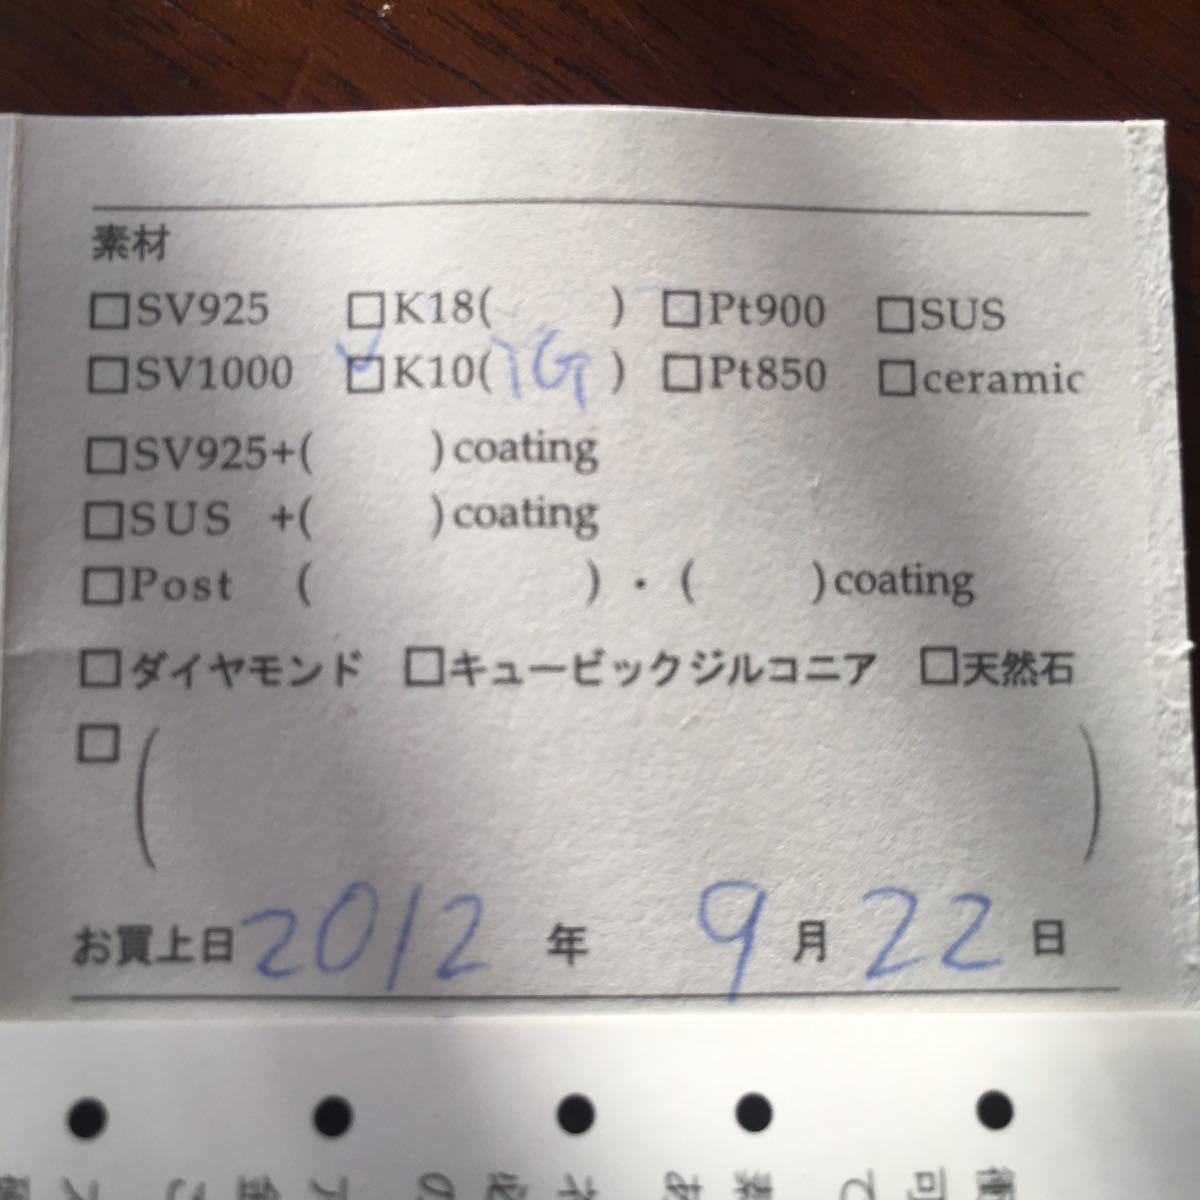 素材
□SV925 □K18( ) □Pt900 □SUS
□SV1000 ☑K10(YG) □Pt850 □ceramic
□SV925+( )coating
□SUS +( )coating
□Post ( )・( )coating
□ダイヤモンド □キュービックジルコニア □天然石
□( )
お買上日 2012 年 9 月 22 日